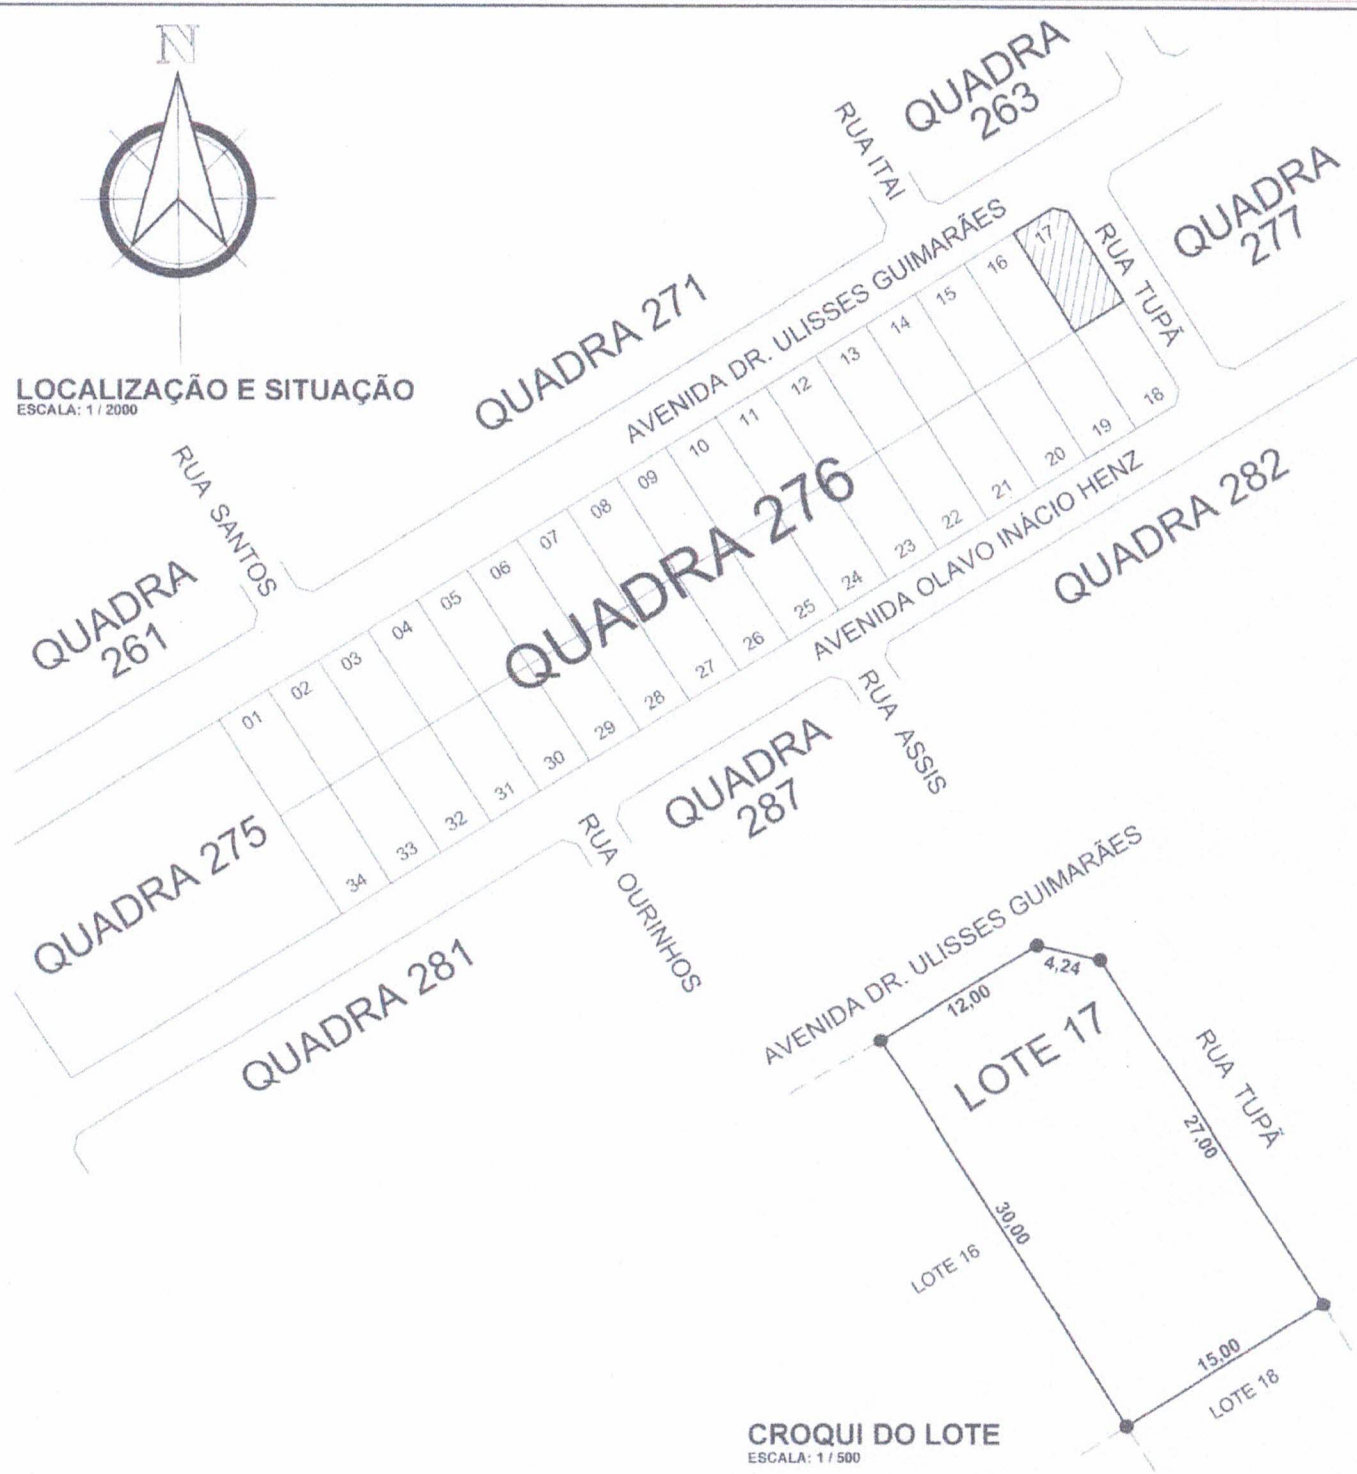 N
LOCALIZAÇÃO E SITUAÇÃO
ESCALA: 1 / 2000
QUADRA
263
RUA ITAI
QUADRA
277
RUA TUPÃ
QUADRA 271
AVENIDA DR. ULISSES GUIMARÃES
RUA SANTOS
QUADRA
261
01
02
03
04
05
06
07
08
09
10
11
12
13
14
15
16
17
QUADRA 276
18
19
20
21
22
23
24
25
26
27
28
29
30
31
32
33
34
AVENIDA OLAVO INÁCIO HENZ
QUADRA 282
QUADRA 275
QUADRA
287
RUA ASSIS
RUA OURINHOS
QUADRA 281
AVENIDA DR. ULISSES GUIMARÃES
4,24
12,00
LOTE 17
RUA TUPÃ
27,00
30,00
LOTE 16
15,00
LOTE 18
CROQUI DO LOTE
ESCALA: 1 / 500